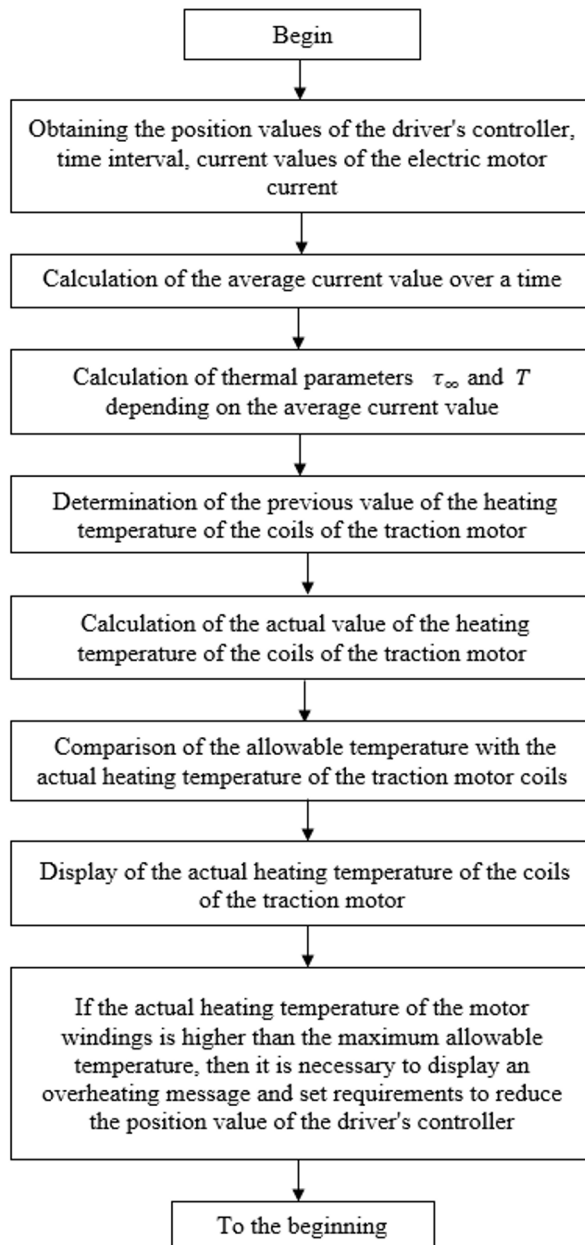 Begin
Obtaining the position values of the driver's controller,
time interval, current values of the electric motor
current
Calculation of the average current value over a time
Calculation of thermal parameters τ∞ and T
depending on the average current value
Determination of the previous value of the heating
temperature of the coils of the traction motor
Calculation of the actual value of the heating
temperature of the coils of the traction motor
Comparison of the allowable temperature with the
actual heating temperature of the traction motor coils
Display of the actual heating temperature of the coils
of the traction motor
If the actual heating temperature of the motor
windings is higher than the maximum allowable
temperature, then it is necessary to display an
overheating message and set requirements to reduce
the position value of the driver's controller
To the beginning